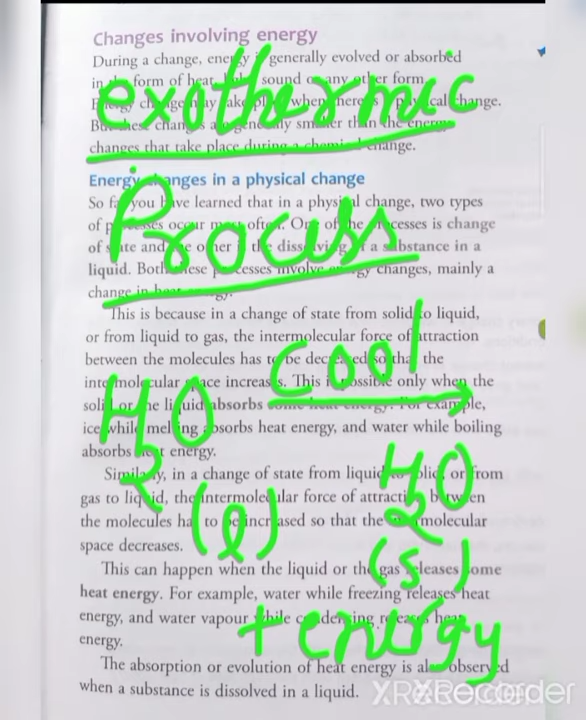 Changes involving energy
During a change, energy is generally evolved or absorbed
in the form of heat, sound or any other form.
Energy change may take place when there is a physical change.
But these changes are generally smaller than the energy
changes that take place during a chemical change.
exothermic
Energy changes in a physical change
So far you have learned that in a physical change, two types
of processes occur most often. One of the processes is change
of state and the other is the dissolving of a substance in a
liquid. Both these processes involve energy changes, mainly a
change in heat energy.
Process
This is because in a change of state from solid to liquid,
or from liquid to gas, the intermolecular force of attraction
between the molecules has to be decreased so that the
intermolecular space increases. This is possible only when the
solid or the liquid absorbs some heat energy. For example,
ice while melting absorbs heat energy, and water while boiling
absorbs heat energy.
cool
H2O
(l)
H2O
(s)
+ energy
Similarly, in a change of state from liquid to solid, or from
gas to liquid, the intermolecular force of attraction between
the molecules has to be increased so that the intermolecular
space decreases.
This can happen when the liquid or the gas releases some
heat energy. For example, water while freezing releases heat
energy, and water vapour while condensing releases heat
energy.
The absorption or evolution of heat energy is also observed
when a substance is dissolved in a liquid.
XRecorder